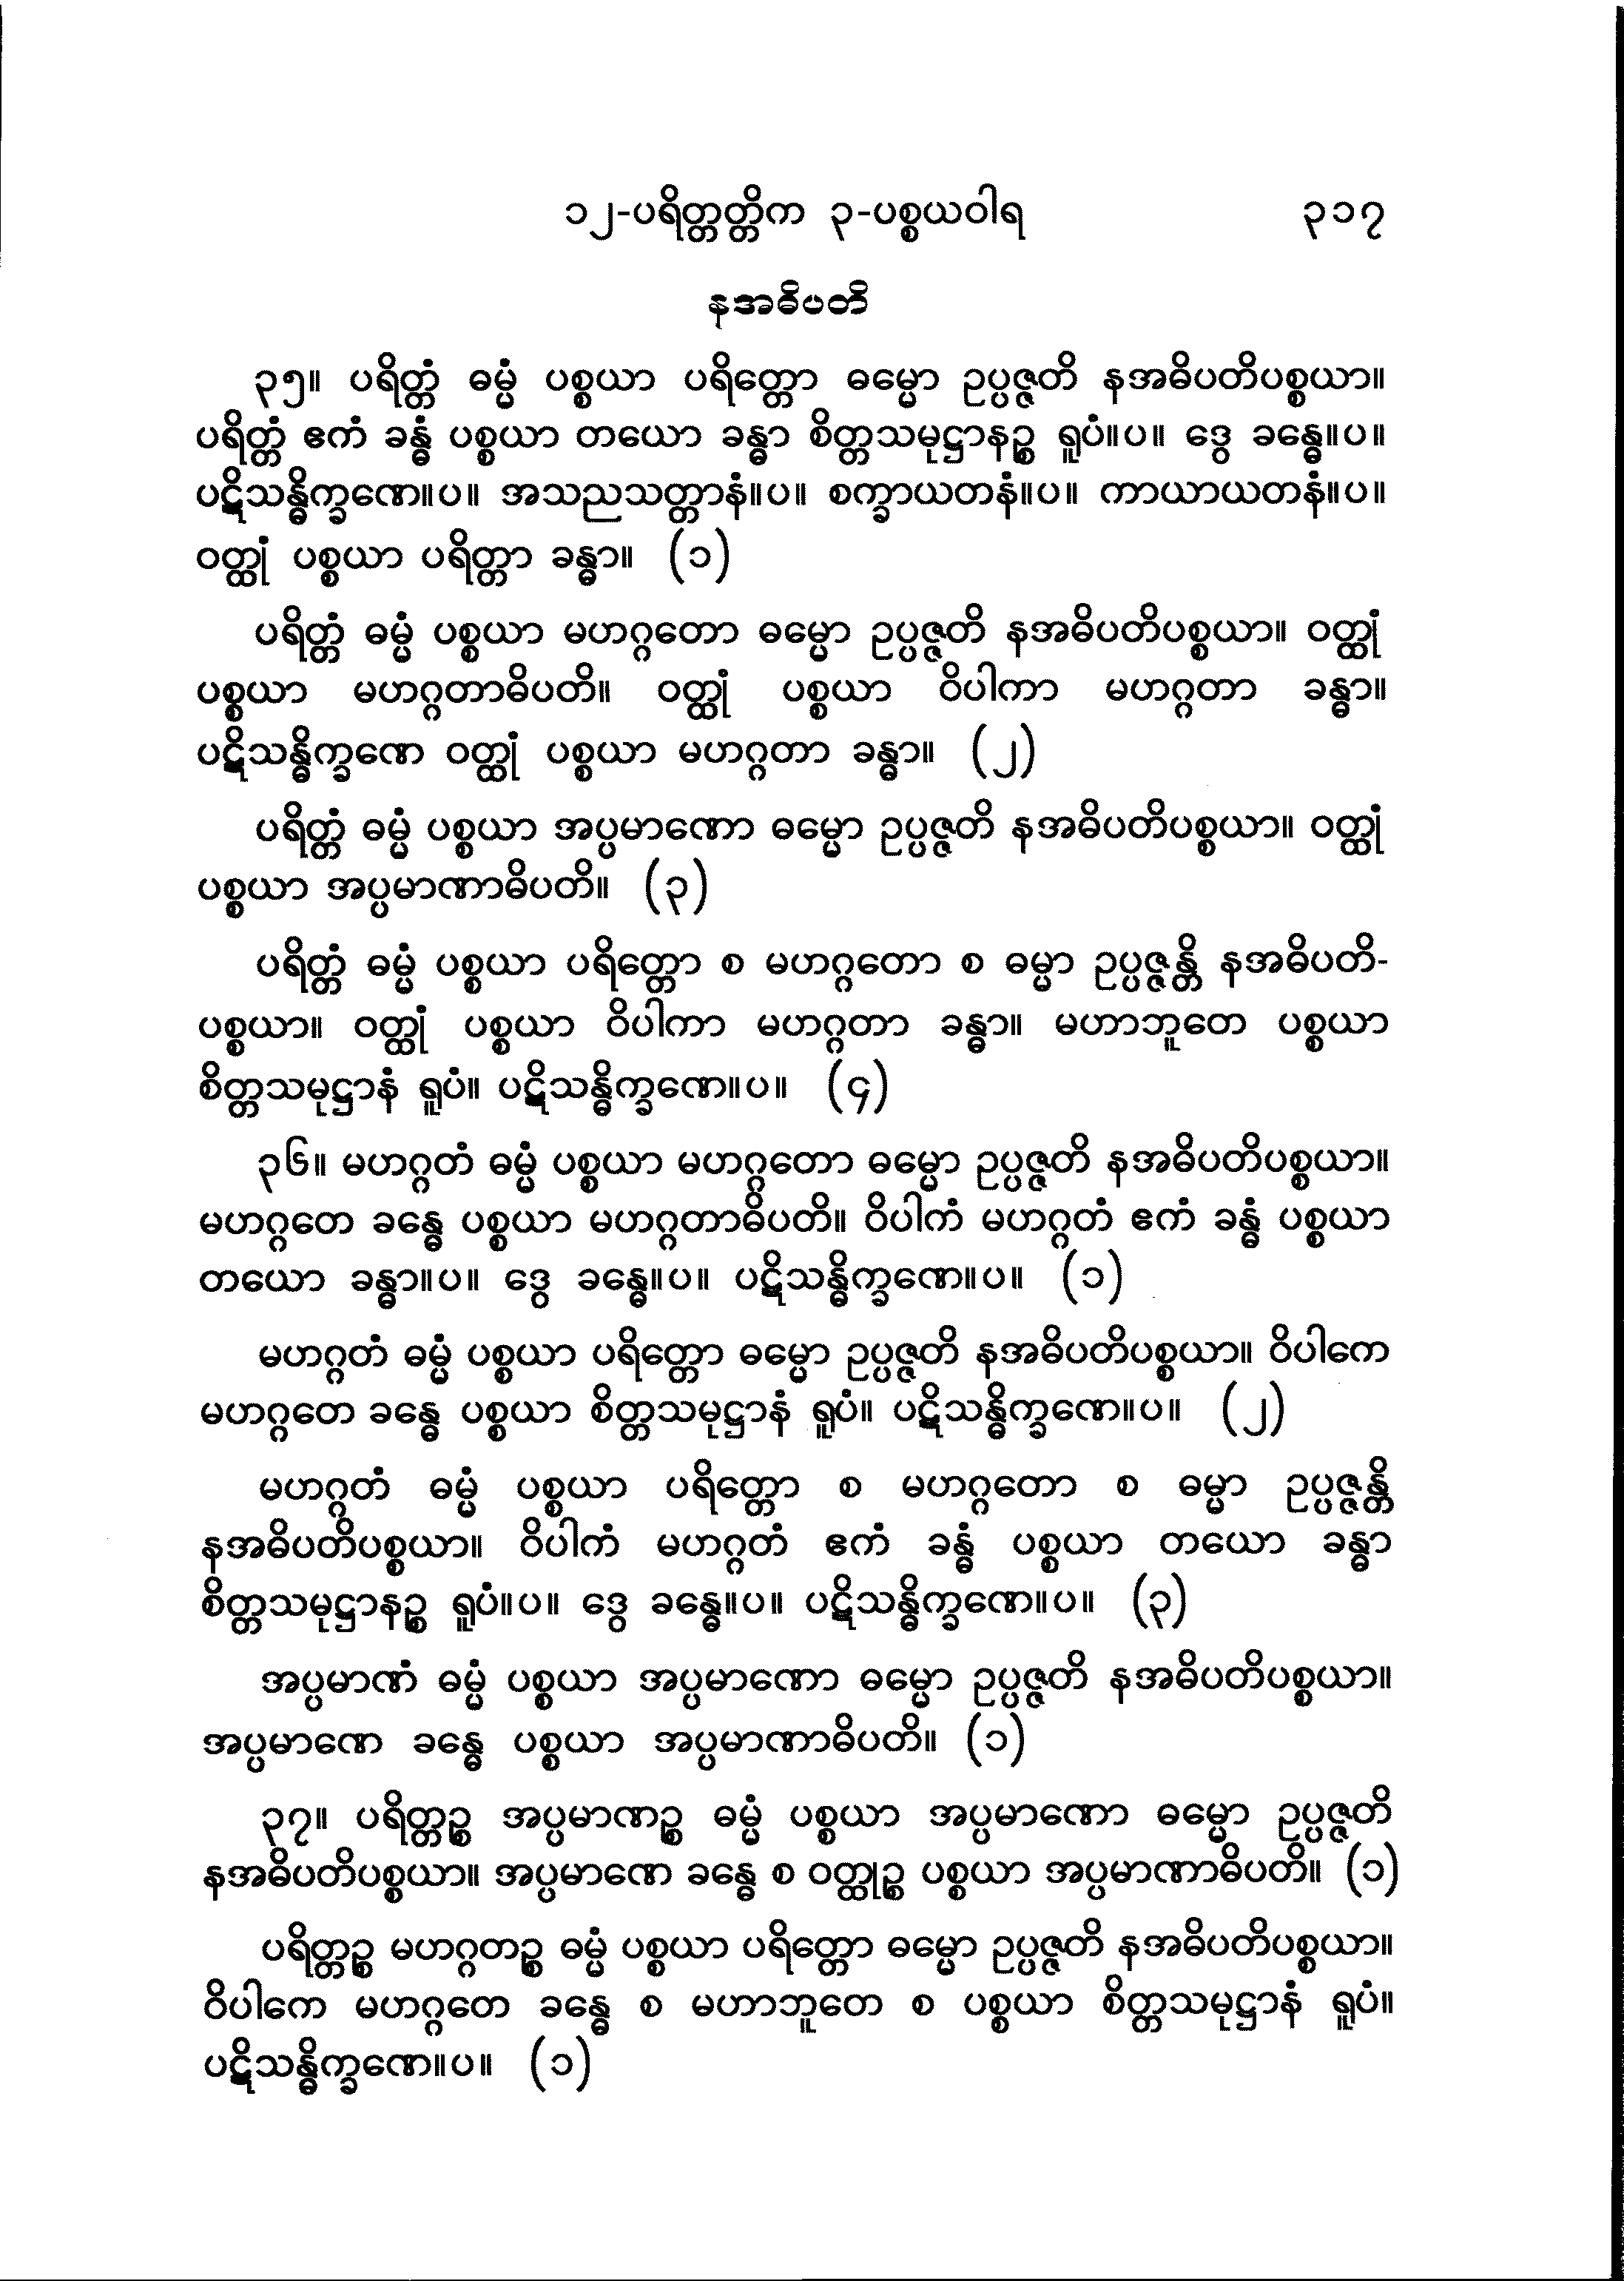 ၁၂-ပရိတ္တတ္တိက ၃-ပစ္စယဝါရ ၃၁၇
နအဓိပတိ
၃၅။ ပရိတ္တံ ဓမ္မံ ပစ္စယာ ပရိတ္တော ဓမ္မော ဥပ္ပဇ္ဇတိ နအဓိပတိပစ္စယာ။
ပရိတ္တံ ဧကံ ခန္ဓံ ပစ္စယာ တယော ခန္ဓာ စိတ္တသမုဋ္ဌာနဉ္စ ရူပံ။ပ။ ဒွေ ခန္ဓေ။ပ။
ပဋိသန္ဓိက္ခဏေ။ပ။ အသညသတ္တာနံ။ပ။ စက္ခာယတနံ။ပ။ ကာယာယတနံ။ပ။
ဝတ္ထုံ ပစ္စယာ ပရိတ္တာ ခန္ဓာ။ (၁)
ပရိတ္တံ ဓမ္မံ ပစ္စယာ မဟဂ္ဂတော ဓမ္မော ဥပ္ပဇ္ဇတိ နအဓိပတိပစ္စယာ။ ဝတ္ထုံ
ပစ္စယာ မဟဂ္ဂတာဓိပတိ။ ဝတ္ထုံ ပစ္စယာ ဝိပါကာ မဟဂ္ဂတာ ခန္ဓာ။
ပဋိသန္ဓိက္ခဏေ ဝတ္ထုံ ပစ္စယာ မဟဂ္ဂတာ ခန္ဓာ။ (၂)
ပရိတ္တံ ဓမ္မံ ပစ္စယာ အပ္ပမာဏော ဓမ္မော ဥပ္ပဇ္ဇတိ နအဓိပတိပစ္စယာ။ ဝတ္ထုံ
ပစ္စယာ အပ္ပမာဏာဓိပတိ။ (၃)
ပရိတ္တံ ဓမ္မံ ပစ္စယာ ပရိတ္တော စ မဟဂ္ဂတော စ ဓမ္မာ ဥပ္ပဇ္ဇန္တိ နအဓိပတိ-
ပစ္စယာ။ ဝတ္ထုံ ပစ္စယာ ဝိပါကာ မဟဂ္ဂတာ ခန္ဓာ။ မဟာဘူတေ ပစ္စယာ
စိတ္တသမုဋ္ဌာနံ ရူပံ။ ပဋိသန္ဓိက္ခဏေ။ပ။ (၄)
၃၆။ မဟဂ္ဂတံ ဓမ္မံ ပစ္စယာ မဟဂ္ဂတော ဓမ္မော ဥပ္ပဇ္ဇတိ နအဓိပတိပစ္စယာ။
မဟဂ္ဂတေ ခန္ဓေ ပစ္စယာ မဟဂ္ဂတာဓိပတိ။ ဝိပါကံ မဟဂ္ဂတံ ဧကံ ခန္ဓံ ပစ္စယာ
တယော ခန္ဓာ။ပ။ ဒွေ ခန္ဓေ။ပ။ ပဋိသန္ဓိက္ခဏေ။ပ။ (၁)
မဟဂ္ဂတံ ဓမ္မံ ပစ္စယာ ပရိတ္တော ဓမ္မော ဥပ္ပဇ္ဇတိ နအဓိပတိပစ္စယာ။ ဝိပါကေ
မဟဂ္ဂတေ ခန္ဓေ ပစ္စယာ စိတ္တသမုဋ္ဌာနံ ရူပံ။ ပဋိသန္ဓိက္ခဏေ။ပ။ (၂)
မဟဂ္ဂတံ ဓမ္မံ ပစ္စယာ ပရိတ္တော စ မဟဂ္ဂတော စ ဓမ္မာ ဥပ္ပဇ္ဇန္တိ
နအဓိပတိပစ္စယာ။ ဝိပါကံ မဟဂ္ဂတံ ဧကံ ခန္ဓံ ပစ္စယာ တယော ခန္ဓာ
စိတ္တသမုဋ္ဌာနဉ္စ ရူပံ။ပ။ ဒွေ ခန္ဓေ။ပ။ ပဋိသန္ဓိက္ခဏေ။ပ။ (၃)
အပ္ပမာဏံ ဓမ္မံ ပစ္စယာ အပ္ပမာဏော ဓမ္မော ဥပ္ပဇ္ဇတိ နအဓိပတိပစ္စယာ။
အပ္ပမာဏေ ခန္ဓေ ပစ္စယာ အပ္ပမာဏာဓိပတိ။ (၁)
၃၇။ ပရိတ္တဉ္စ အပ္ပမာဏဉ္စ ဓမ္မံ ပစ္စယာ အပ္ပမာဏော ဓမ္မော ဥပ္ပဇ္ဇတိ
နအဓိပတိပစ္စယာ။ အပ္ပမာဏေ ခန္ဓေ စ ဝတ္ထုဉ္စ ပစ္စယာ အပ္ပမာဏာဓိပတိ။ (၁)
ပရိတ္တဉ္စ မဟဂ္ဂတဉ္စ ဓမ္မံ ပစ္စယာ ပရိတ္တော ဓမ္မော ဥပ္ပဇ္ဇတိ နအဓိပတိပစ္စယာ။
ဝိပါကေ မဟဂ္ဂတေ ခန္ဓေ စ မဟာဘူတေ စ ပစ္စယာ စိတ္တသမုဋ္ဌာနံ ရူပံ။
ပဋိသန္ဓိက္ခဏေ။ပ။ (၁)